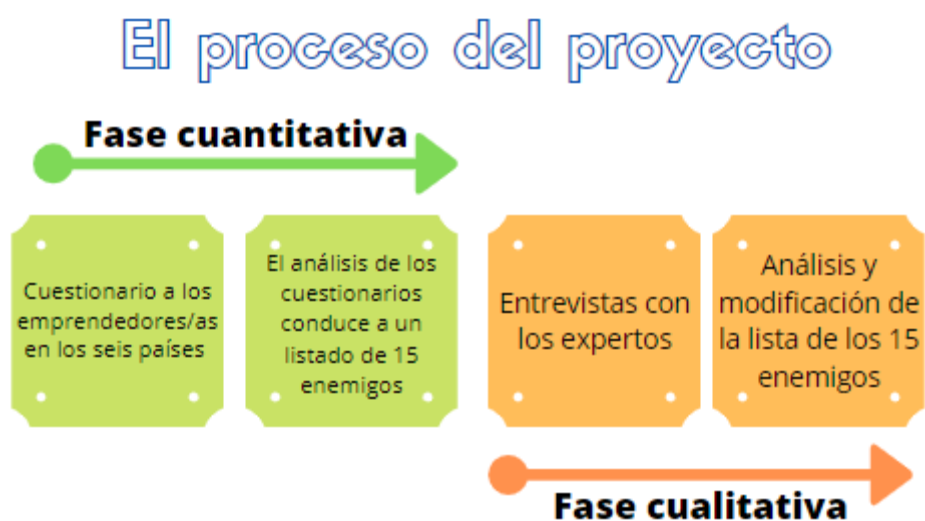 El proceso del proyecto
Fase cuantitativa
Cuestionario a los
emprendedores/as
en los seis países
El análisis de los
cuestionarios
conduce a un
listado de 15
enemigos
Entrevistas con
los expertos
Análisis y
modificación de
la lista de los 15
enemigos
Fase cualitativa